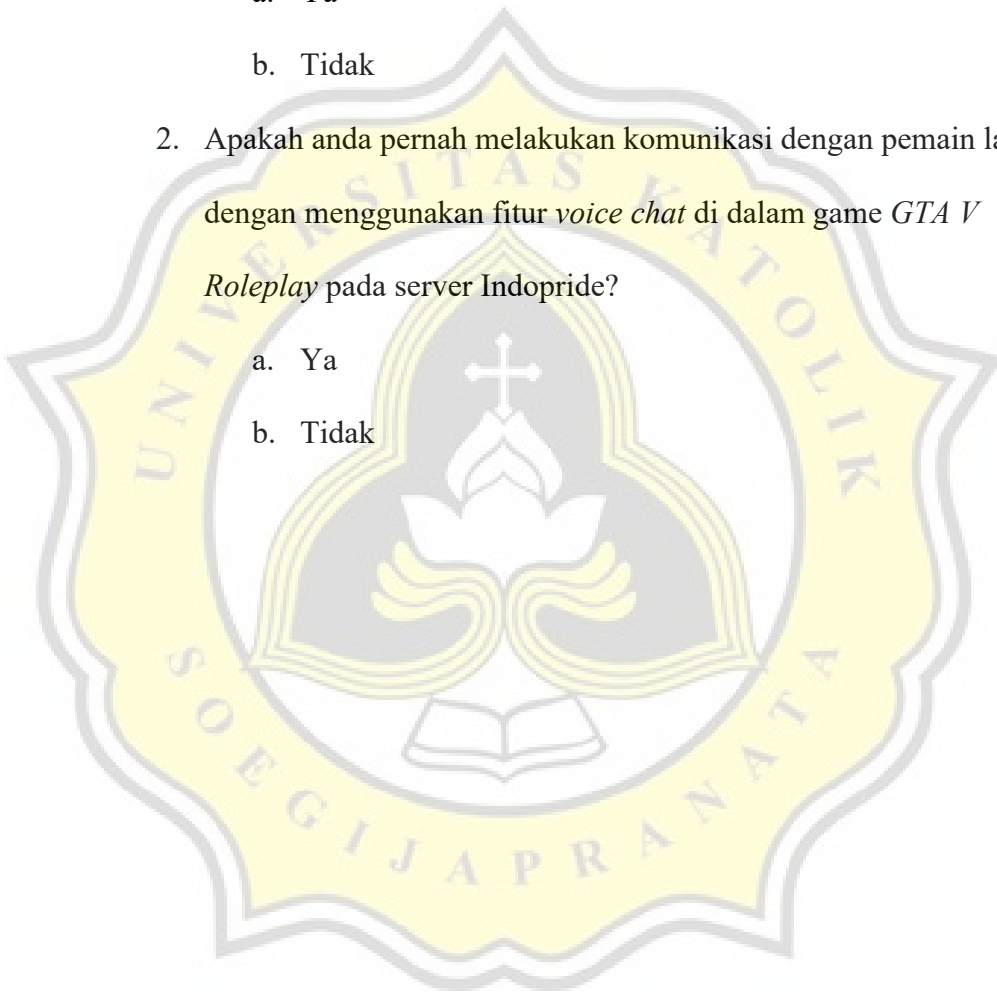 b. Tidak
2. Apakah anda pernah melakukan komunikasi dengan pemain
dengan menggunakan fitur voice chat di dalam game GTA V
Roleplay pada server Indopride?
a. Ya
b. Tidak
UNIVERSITAS KATOLIK
SOEGIJAPRANATA